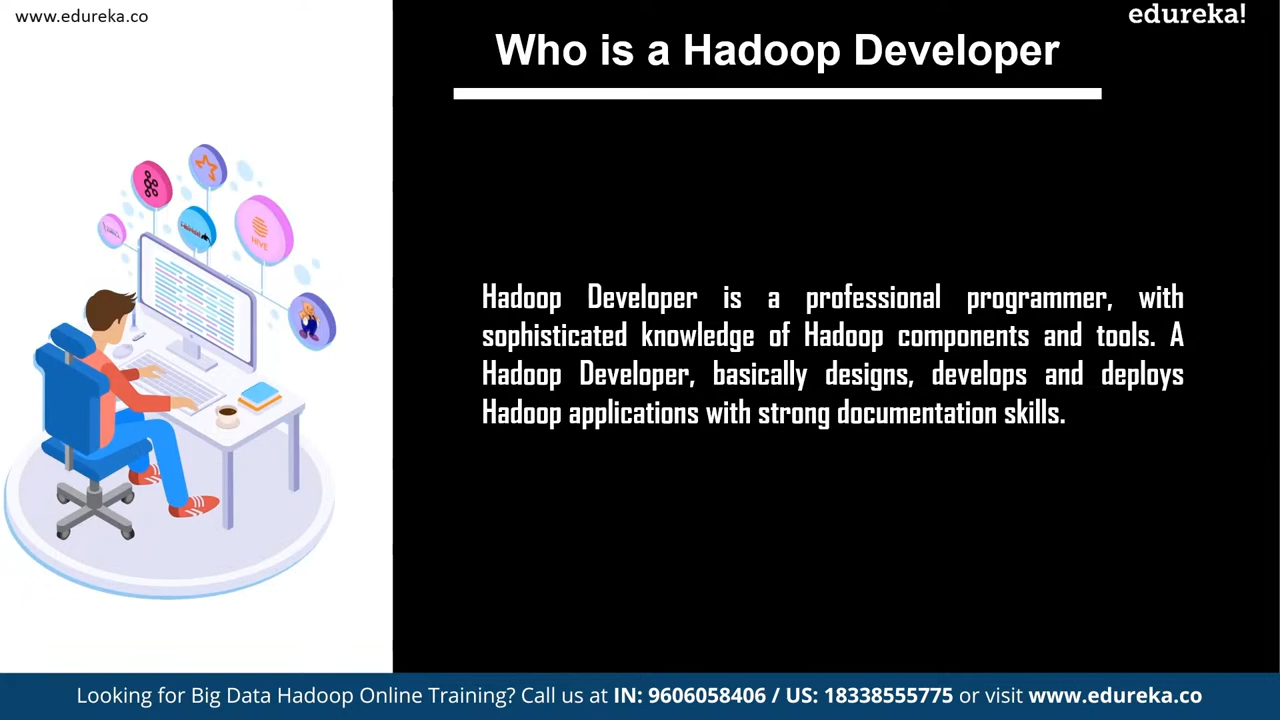 www.edureka.co
edureka!
Who is a Hadoop Developer
HIVE
Hadoop Developer is a professional programmer, with
sophisticated knowledge of Hadoop components and tools. A
Hadoop Developer, basically designs, develops and deploys
Hadoop applications with strong documentation skills.
Looking for Big Data Hadoop Online Training? Call us at IN: 9606058406 / US: 18338555775 or visit www.edureka.co